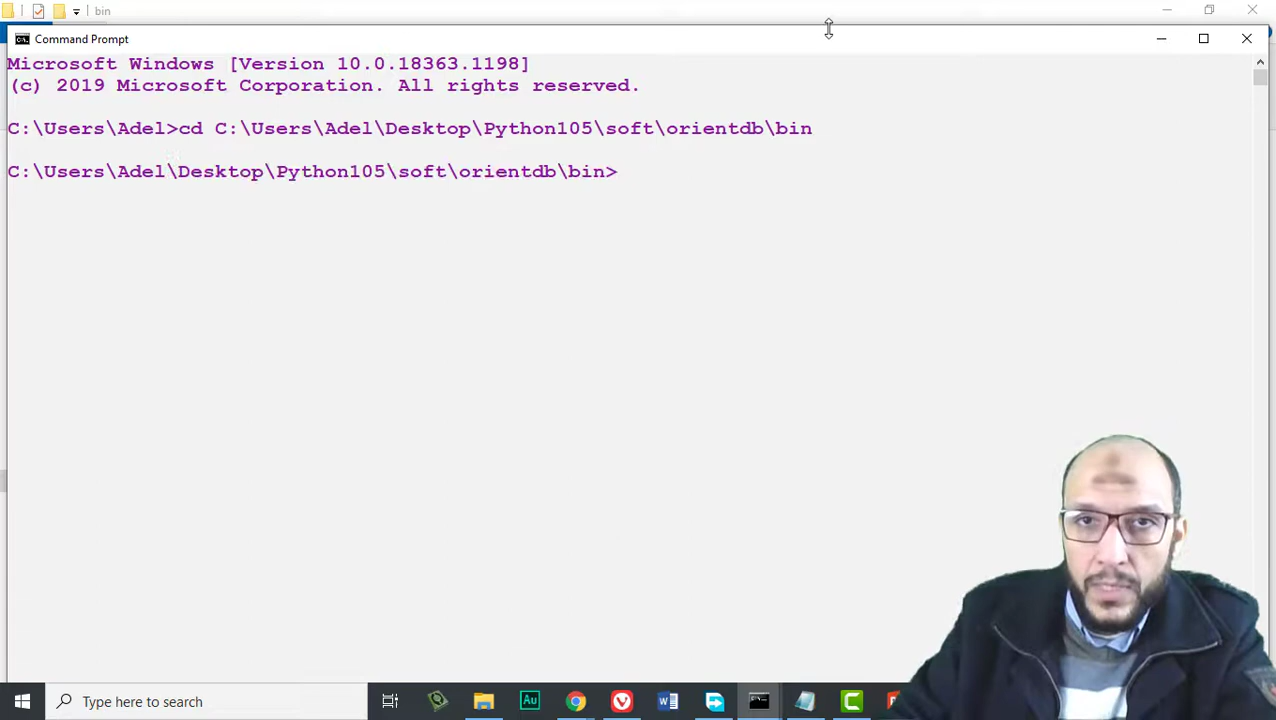 bin
Command Prompt
Microsoft Windows [Version 10.0.18363.1198]
(c) 2019 Microsoft Corporation. All rights reserved.
C:\Users\Adel>cd C:\Users\Adel\Desktop\Python105\soft\orientdb\bin
C:\Users\Adel\Desktop\Python105\soft\orientdb\bin>
Type here to search
Au
W
C